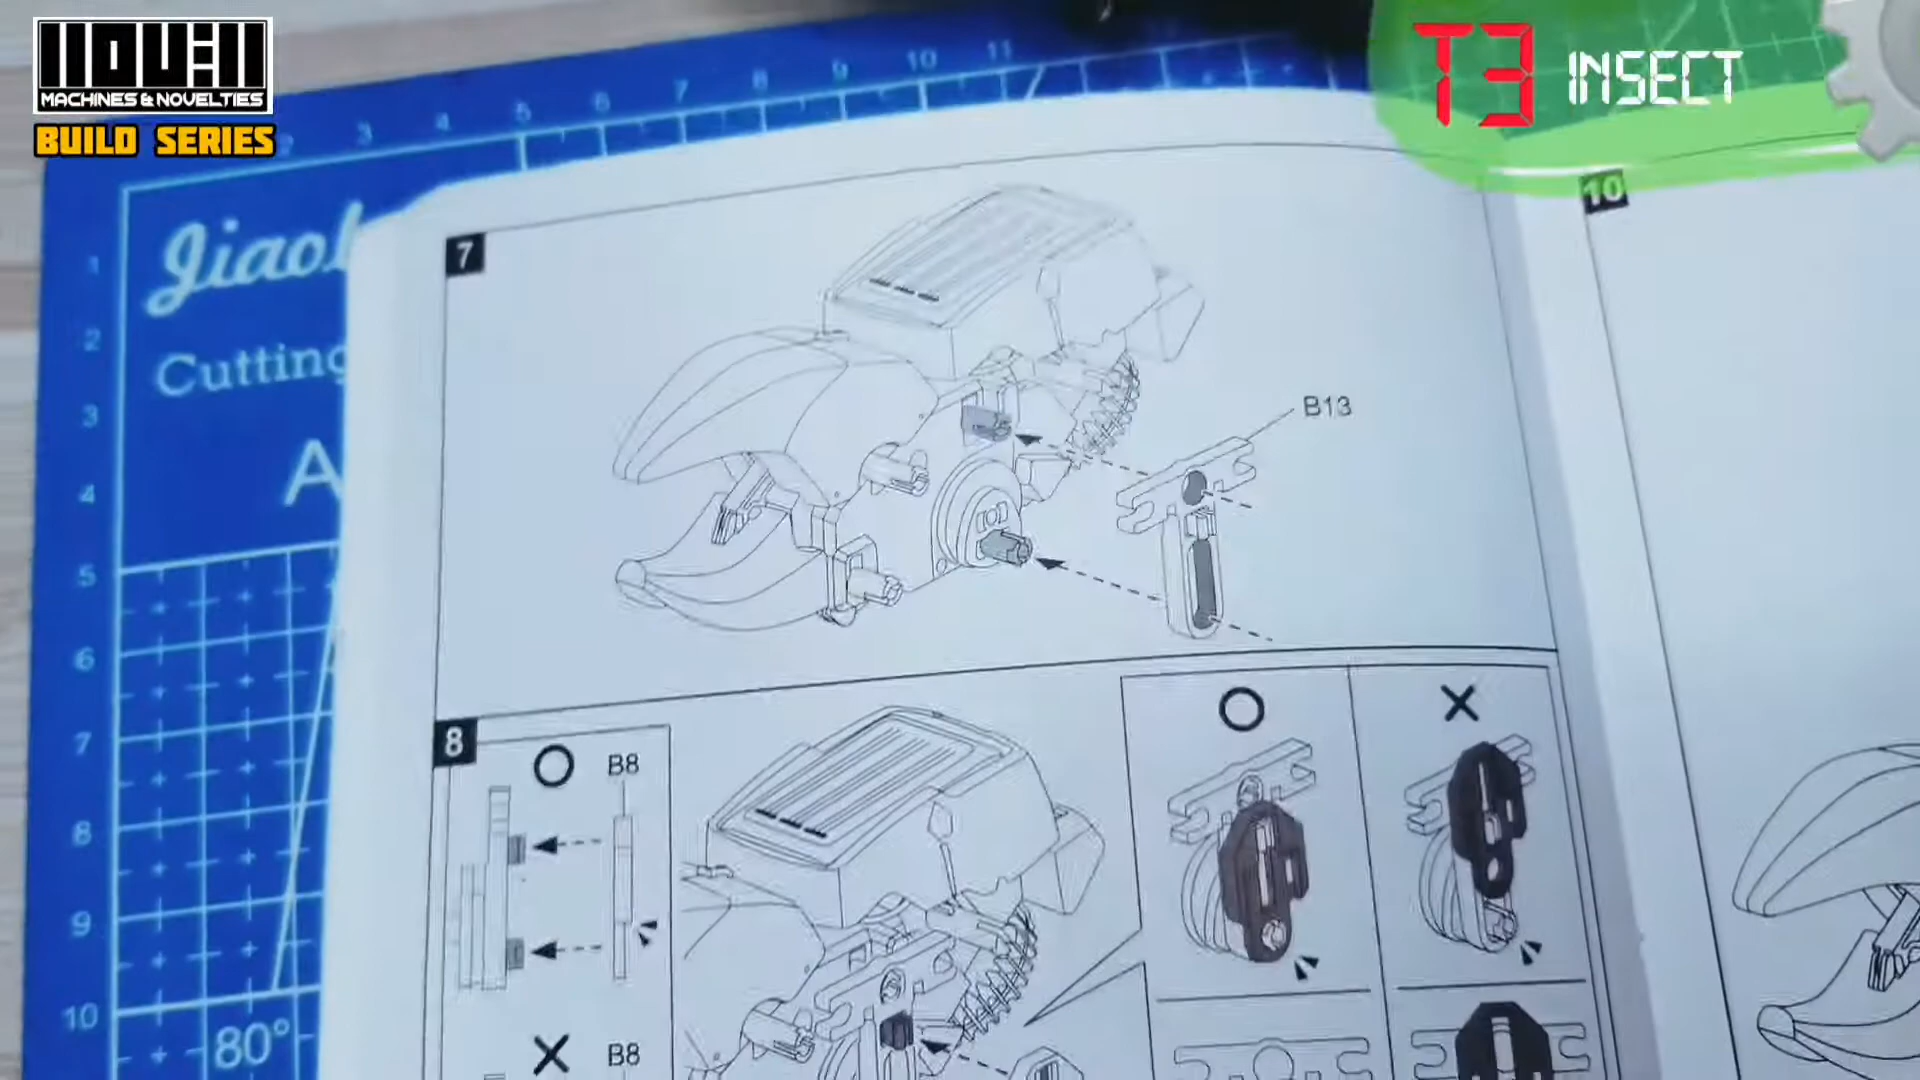 MACHINES & NOVELTIES
BUILD SERIES
T3 INSECT
2 3 4 5 6 7 8 9 10 11
Cutting
A
1
2
3
4
5
6
7
8
9
10
80°
7
B13
8
B8
B8
10